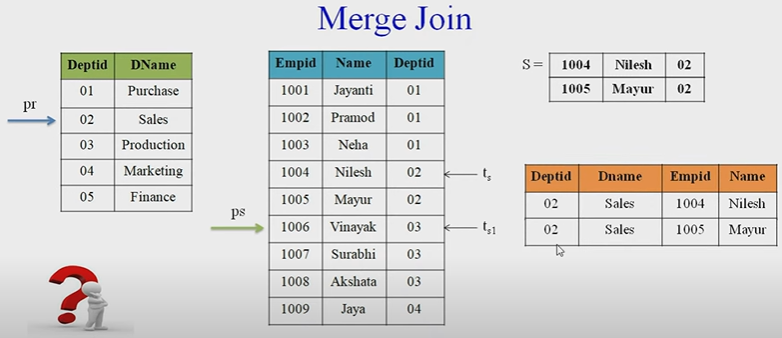 Merge Join
Deptid DName
01 Purchase
02 Sales
03 Production
04 Marketing
05 Finance
pr
Empid Name Deptid
1001 Jayanti 01
1002 Pramod 01
1003 Neha 01
1004 Nilesh 02
1005 Mayur 02
1006 Vinayak 03
1007 Surabhi 03
1008 Akshata 03
1009 Jaya 04
ps
ts
ts1
S = 1004 Nilesh 02
1005 Mayur 02
Deptid Dname Empid Name
02 Sales 1004 Nilesh
02 Sales 1005 Mayur
?